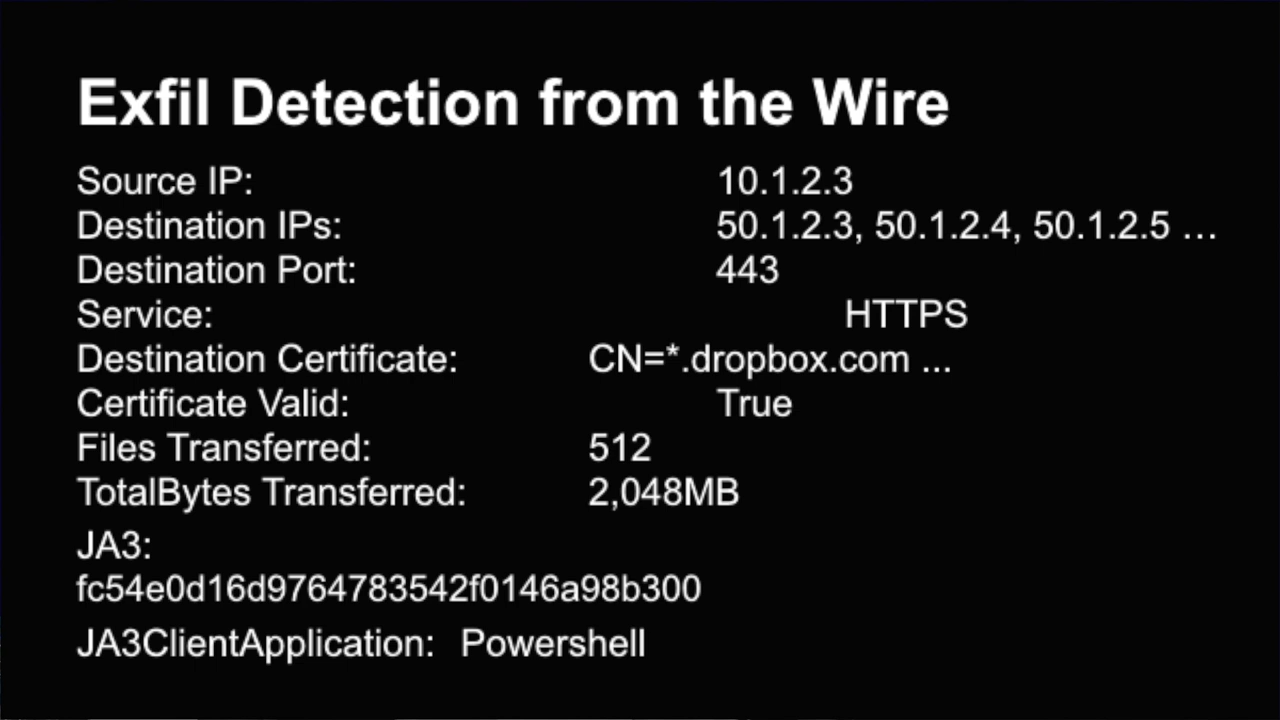 Exfil Detection from the Wire
Source IP: 10.1.2.3
Destination IPs: 50.1.2.3, 50.1.2.4, 50.1.2.5 …
Destination Port: 443
Service: HTTPS
Destination Certificate: CN=*.dropbox.com ...
Certificate Valid: True
Files Transferred: 512
TotalBytes Transferred: 2,048MB
JA3:
fc54e0d16d9764783542f0146a98b300
JA3ClientApplication: Powershell